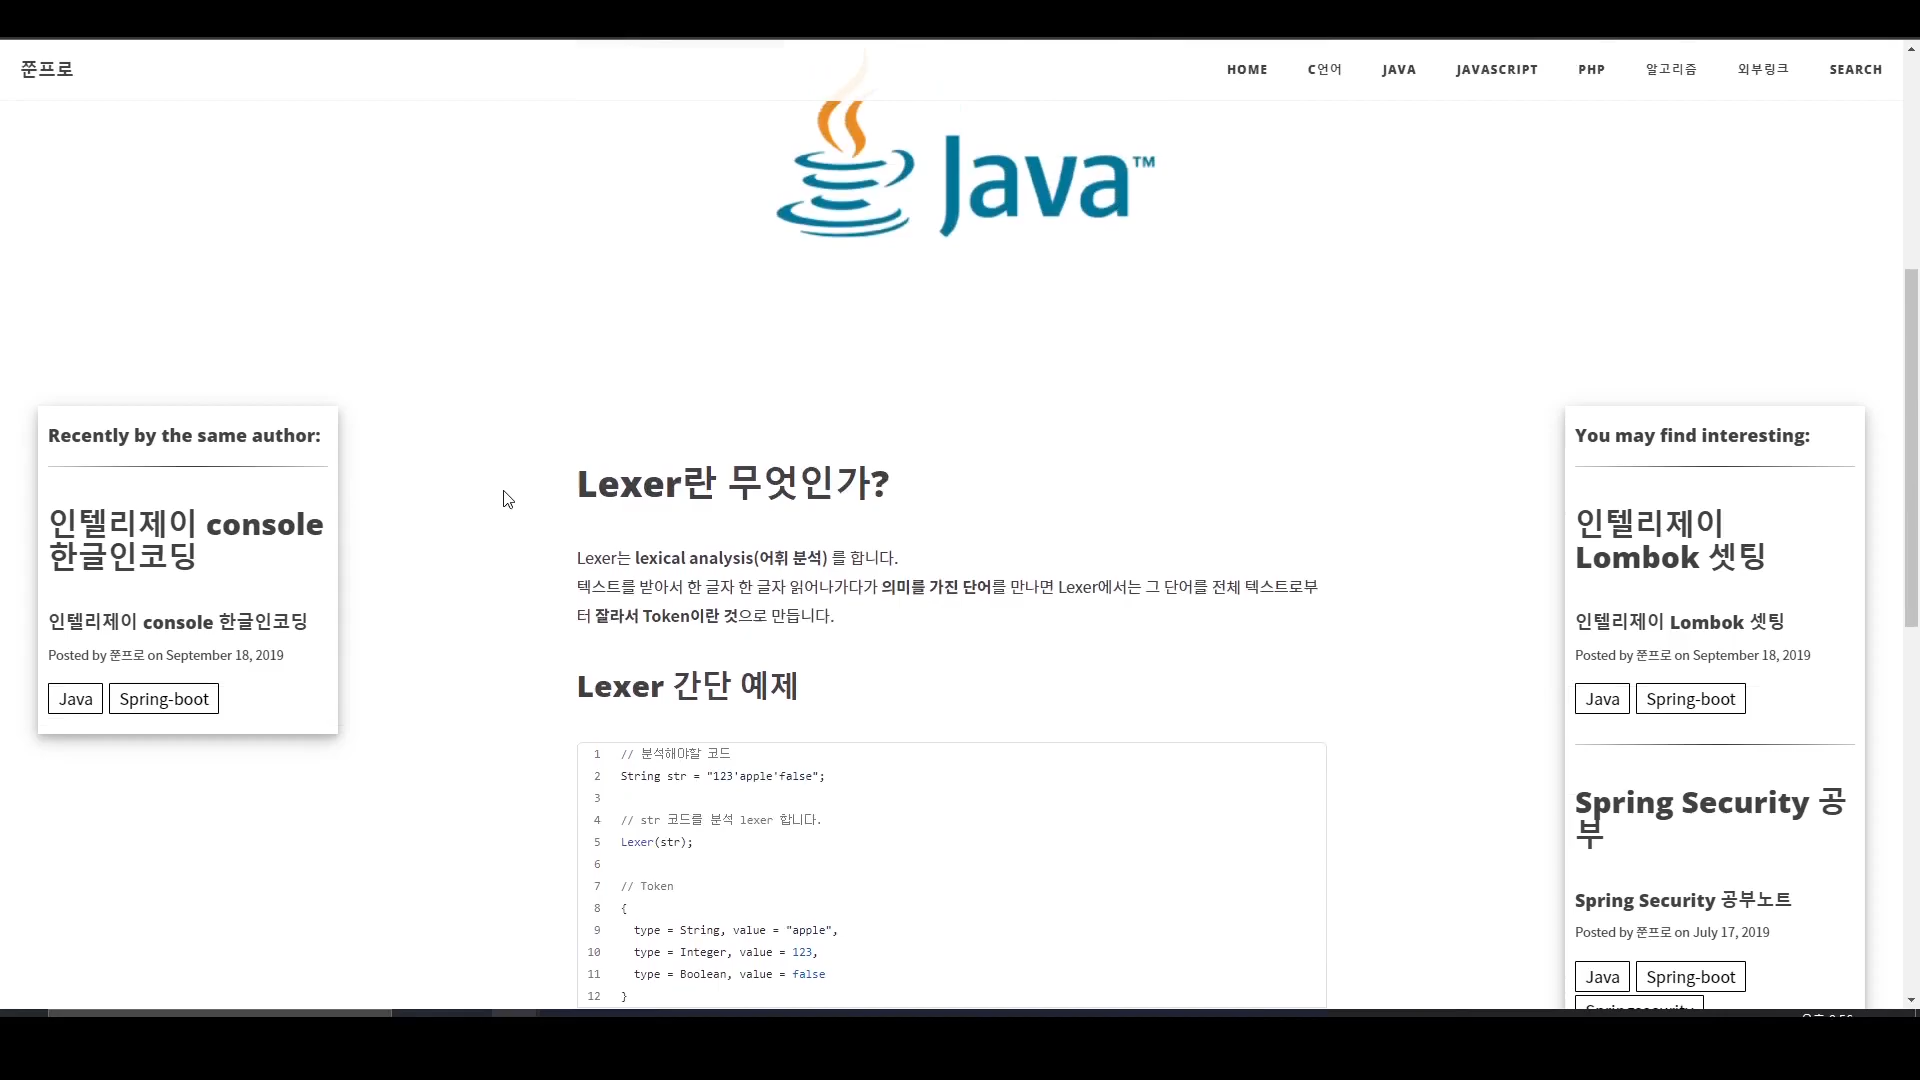 쭌프로
HOME
C언어
JAVA
JAVASCRIPT
PHP
알고리즘
외부링크
SEARCH
Java™
Recently by the same author:
인텔리제이 console
한글인코딩
인텔리제이 console 한글인코딩
Posted by 쭌프로 on September 18, 2019
Java
Spring-boot
Lexer란 무엇인가?
Lexer는 lexical analysis(어휘 분석) 를 합니다.
텍스트를 받아서 한 글자 한 글자 읽어나가다가 의미를 가진 단어를 만나면 Lexer에서는 그 단어를 전체 텍스트로부
터 잘라서 Token이란 것으로 만듭니다.
Lexer 간단 예제
1 // 분석해야할 코드
2 String str = "123'apple'false";
3
4 // str 코드를 분석 lexer 합니다.
5 Lexer(str);
6
7 // Token
8 {
9 type = String, value = "apple",
10 type = Integer, value = 123,
11 type = Boolean, value = false
12 }
You may find interesting:
인텔리제이
Lombok 셋팅
인텔리제이 Lombok 셋팅
Posted by 쭌프로 on September 18, 2019
Java
Spring-boot
Spring Security 공
부
Spring Security 공부노트
Posted by 쭌프로 on July 17, 2019
Java
Spring-boot